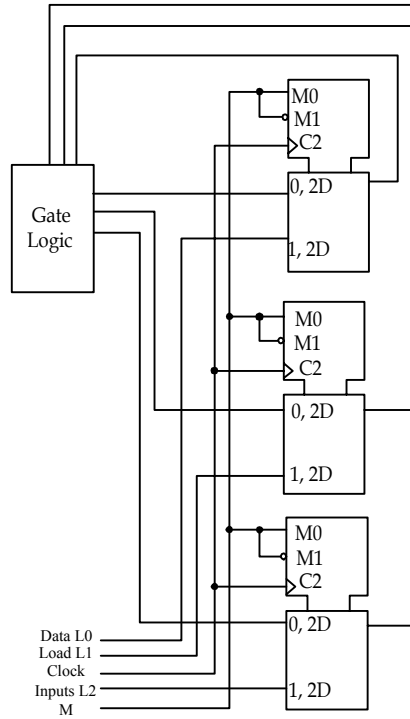 M0
M1
C2
0, 2D
1, 2D
Gate
Logic
M0
M1
C2
0, 2D
1, 2D
M0
M1
C2
0, 2D
1, 2D
Data L0
Load L1
Clock
Inputs L2
M